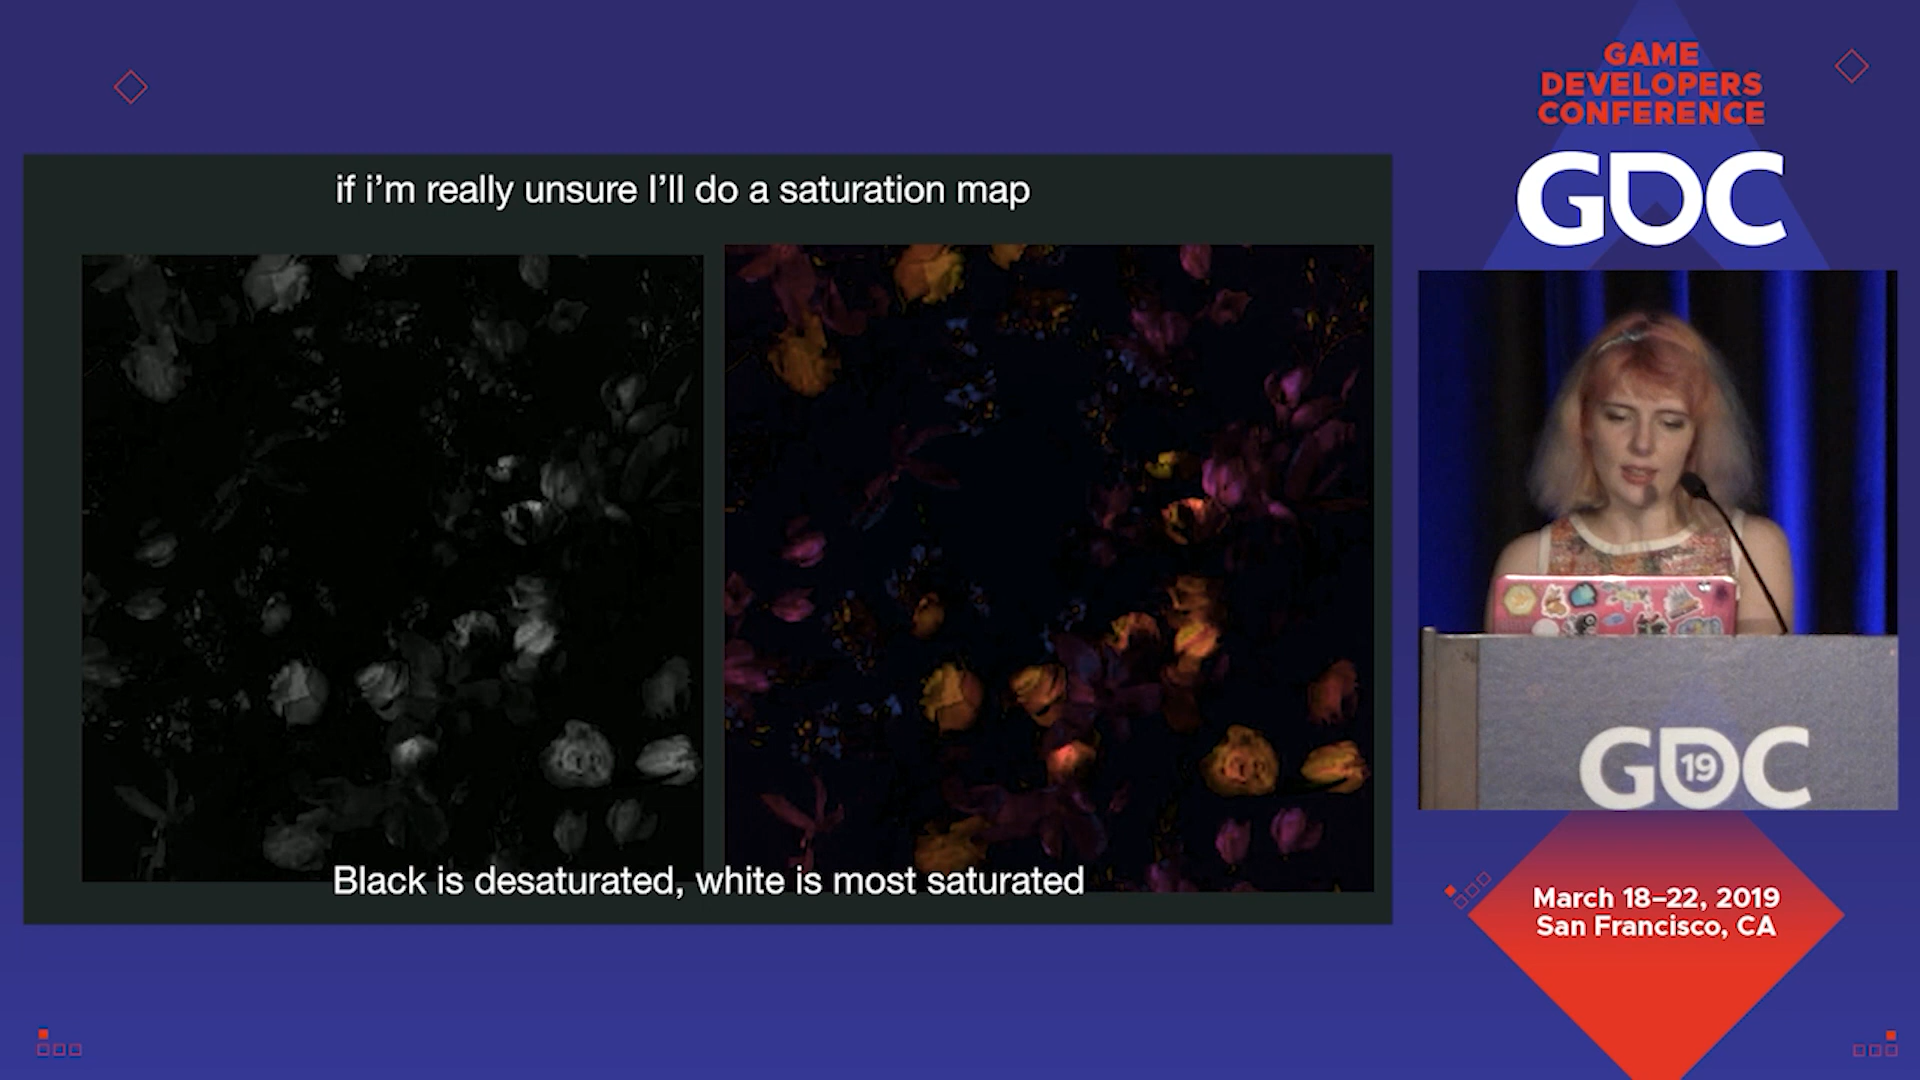 GAME
DEVELOPERS
CONFERENCE
GDC
if i’m really unsure I’ll do a saturation map
Black is desaturated, white is most saturated
GDC
19
March 18–22, 2019
San Francisco, CA